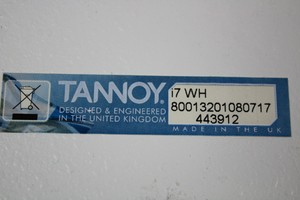 TANNOY®
DESIGNED & ENGINEERED
IN THE UNITED KINGDOM
i7 WH
80013201080717
443912
MADE IN THE UK